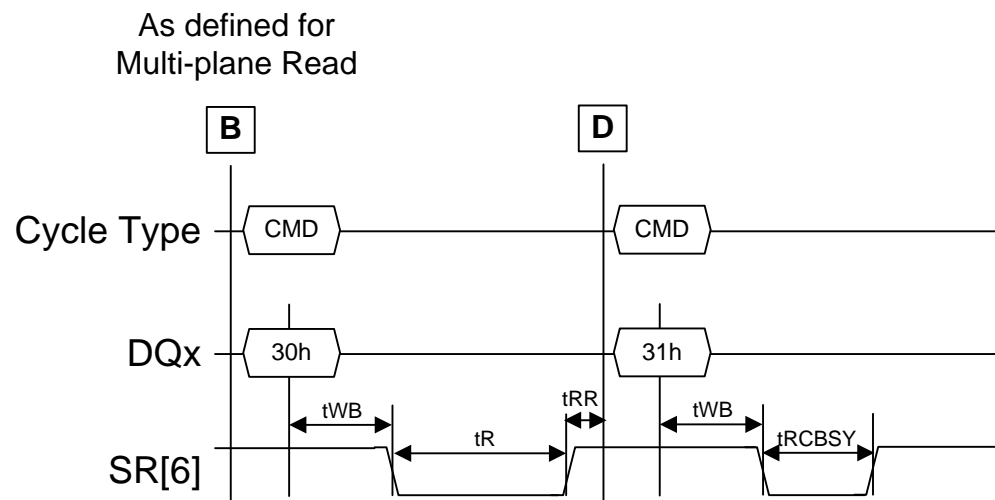 As defined for
Multi-plane Read
B
D
Cycle Type
CMD
CMD
DQx
30h
31h
tWB
tR
tRR
tWB
tRCBSY
SR[6]